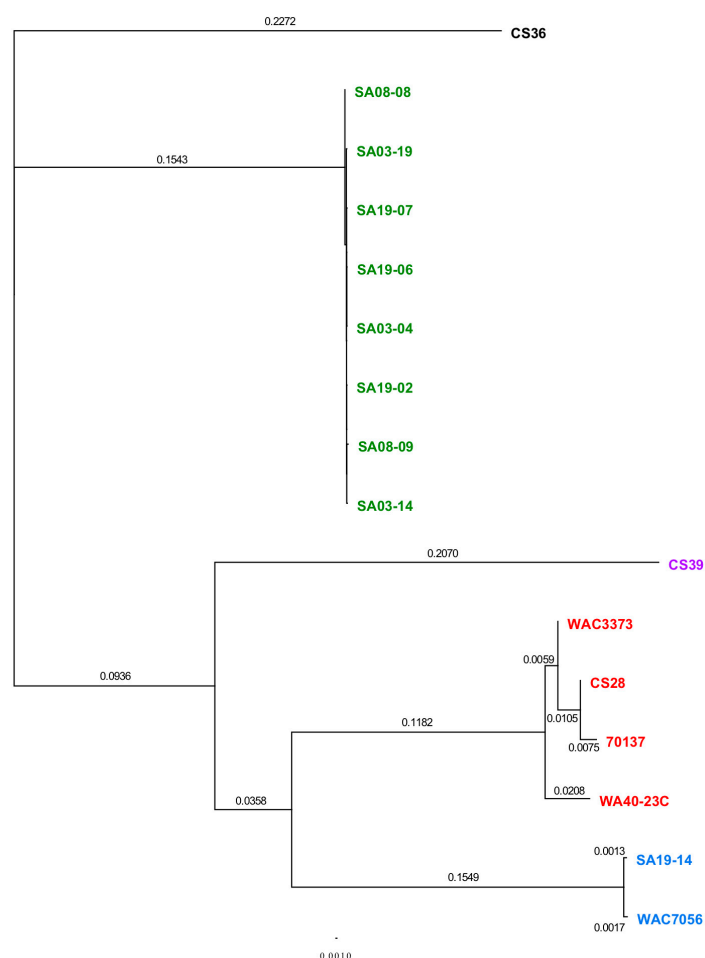 0.2272
CS36
SA08-08
SA03-19
0.1543
SA19-07
SA19-06
SA03-04
SA19-02
SA08-09
SA03-14
0.2070
CS39
WAC3373
0.0059
0.0936
CS28
0.0105
0.1182
70137
0.0075
0.0208
0.0358
WA40-23C
0.0013
SA19-14
0.1549
WAC7056
0.0017
0.0010